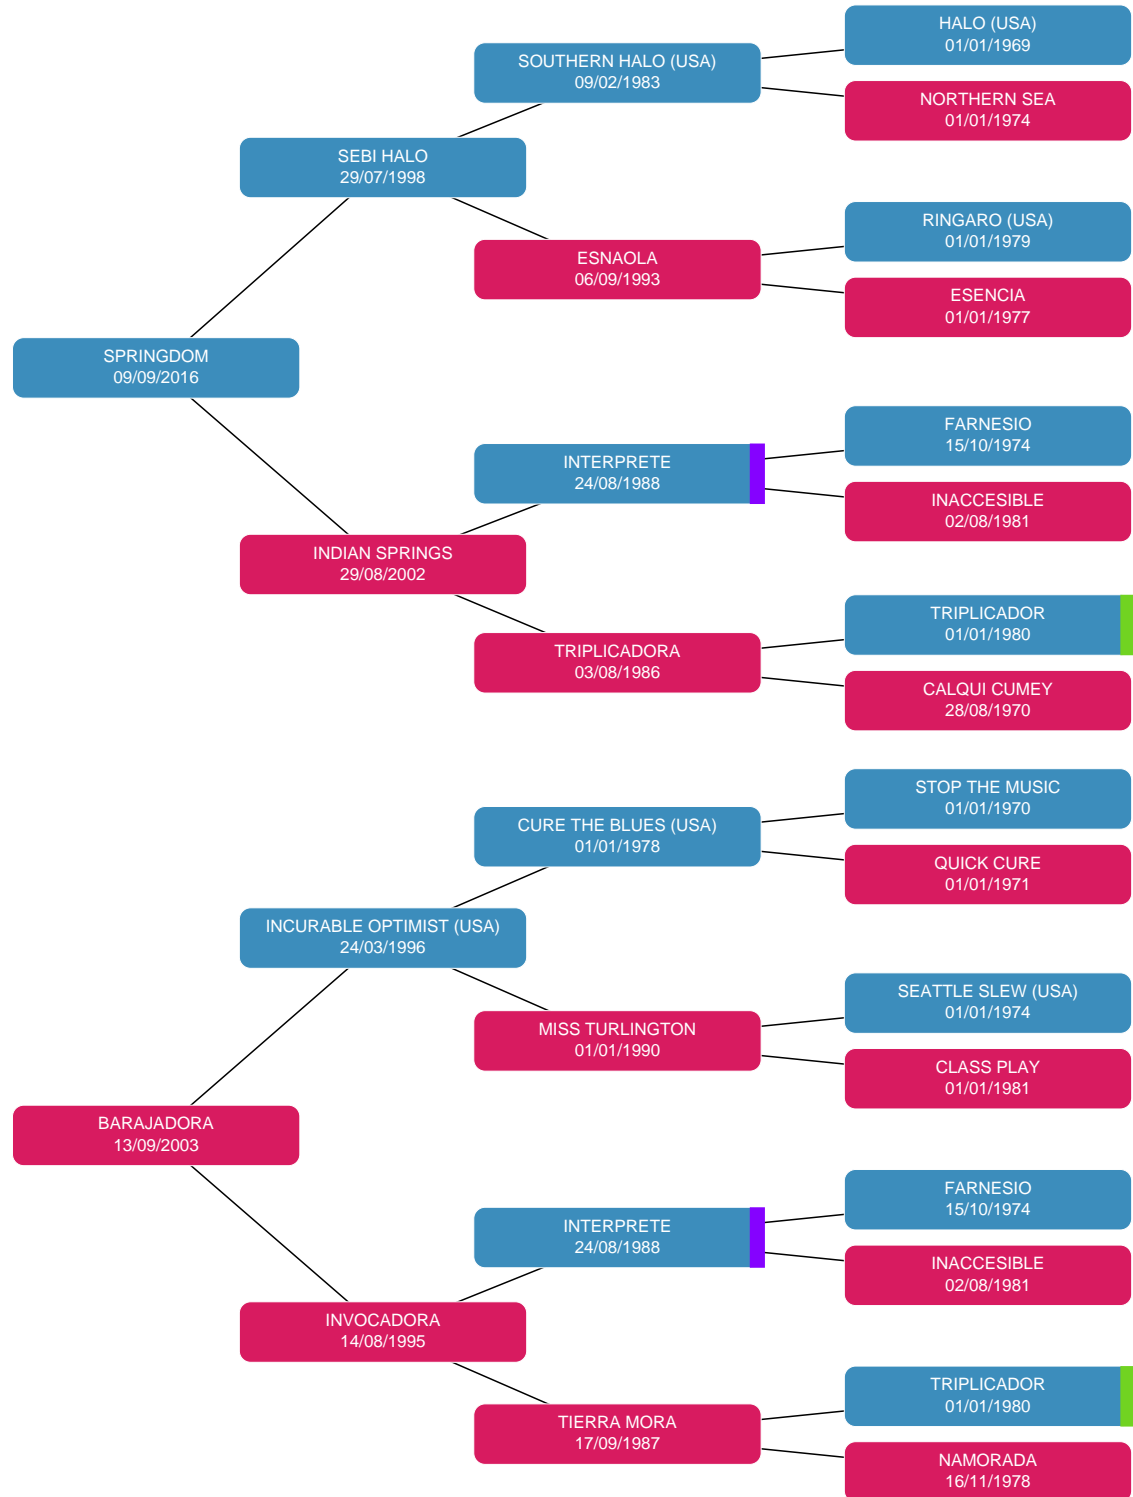 HALO (USA)
01/01/1969
SOUTHERN HALO (USA)
09/02/1983
NORTHERN SEA
01/01/1974
SEBI HALO
29/07/1998
RINGARO (USA)
01/01/1979
ESNAOLA
06/09/1993
ESENCIA
01/01/1977
SPRINGDOM
09/09/2016
FARNESIO
15/10/1974
INTERPRETE
24/08/1988
INACCESIBLE
02/08/1981
INDIAN SPRINGS
29/08/2002
TRIPLICADOR
01/01/1980
TRIPLICADORA
03/08/1986
CALQUI CUMEY
28/08/1970
STOP THE MUSIC
01/01/1970
CURE THE BLUES (USA)
01/01/1978
QUICK CURE
01/01/1971
INCURABLE OPTIMIST (USA)
24/03/1996
SEATTLE SLEW (USA)
01/01/1974
MISS TURLINGTON
01/01/1990
CLASS PLAY
01/01/1981
BARAJADORA
13/09/2003
FARNESIO
15/10/1974
INTERPRETE
24/08/1988
INACCESIBLE
02/08/1981
INVOCADORA
14/08/1995
TRIPLICADOR
01/01/1980
TIERRA MORA
17/09/1987
NAMORADA
16/11/1978